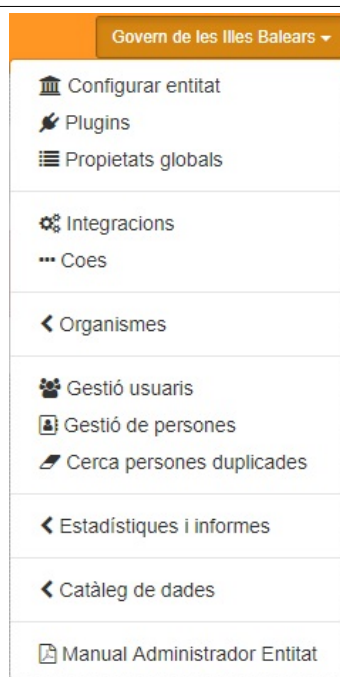 Govern de les Illes Balears
Configurar entitat
Plugins
Propietats globals
Integracions
Coes
Organismes
Gestió usuaris
Gestió de persones
Cerca persones duplicades
Estadístiques i informes
Catàleg de dades
Manual Administrador Entitat